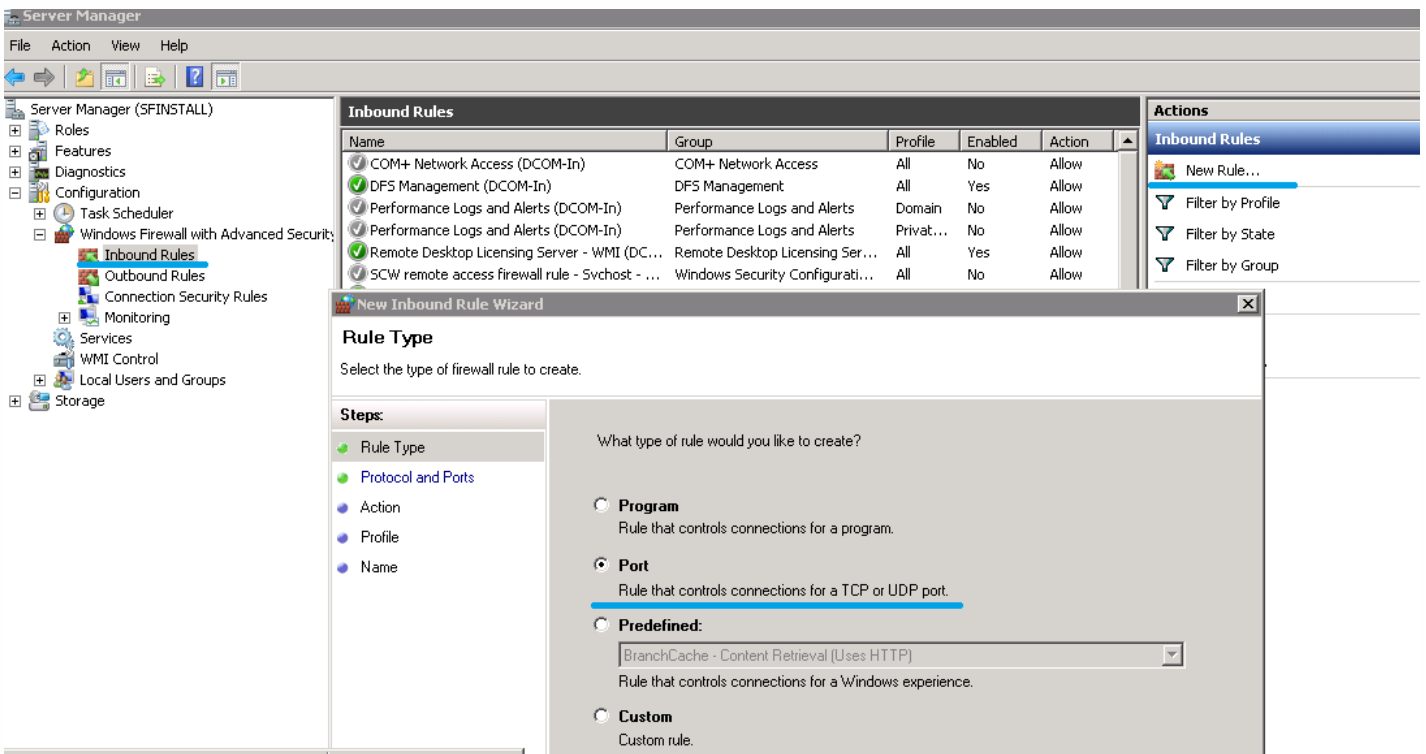 Server Manager
File Action View Help
Server Manager (SFINSTALL)
Roles
Features
Diagnostics
Configuration
Task Scheduler
Windows Firewall with Advanced Security
Inbound Rules
Outbound Rules
Connection Security Rules
Monitoring
Services
WMI Control
Local Users and Groups
Storage
Inbound Rules
Name Group Profile Enabled Action
COM+ Network Access (DCOM-In) COM+ Network Access All No Allow
DFS Management (DCOM-In) DFS Management All Yes Allow
Performance Logs and Alerts (DCOM-In) Performance Logs and Alerts Domain No Allow
Performance Logs and Alerts (DCOM-In) Performance Logs and Alerts Privat... No Allow
Remote Desktop Licensing Server - WMI (DC... Remote Desktop Licensing Ser... All Yes Allow
SCW remote access firewall rule - Svchost - ... Windows Security Configurati... All No Allow
Actions
Inbound Rules
New Rule...
Filter by Profile
Filter by State
Filter by Group
New Inbound Rule Wizard
Rule Type
Select the type of firewall rule to create.
Steps:
Rule Type
Protocol and Ports
Action
Profile
Name
What type of rule would you like to create?
Program
Rule that controls connections for a program.
Port
Rule that controls connections for a TCP or UDP port.
Predefined:
BranchCache - Content Retrieval (Uses HTTP)
Rule that controls connections for a Windows experience.
Custom
Custom rule.